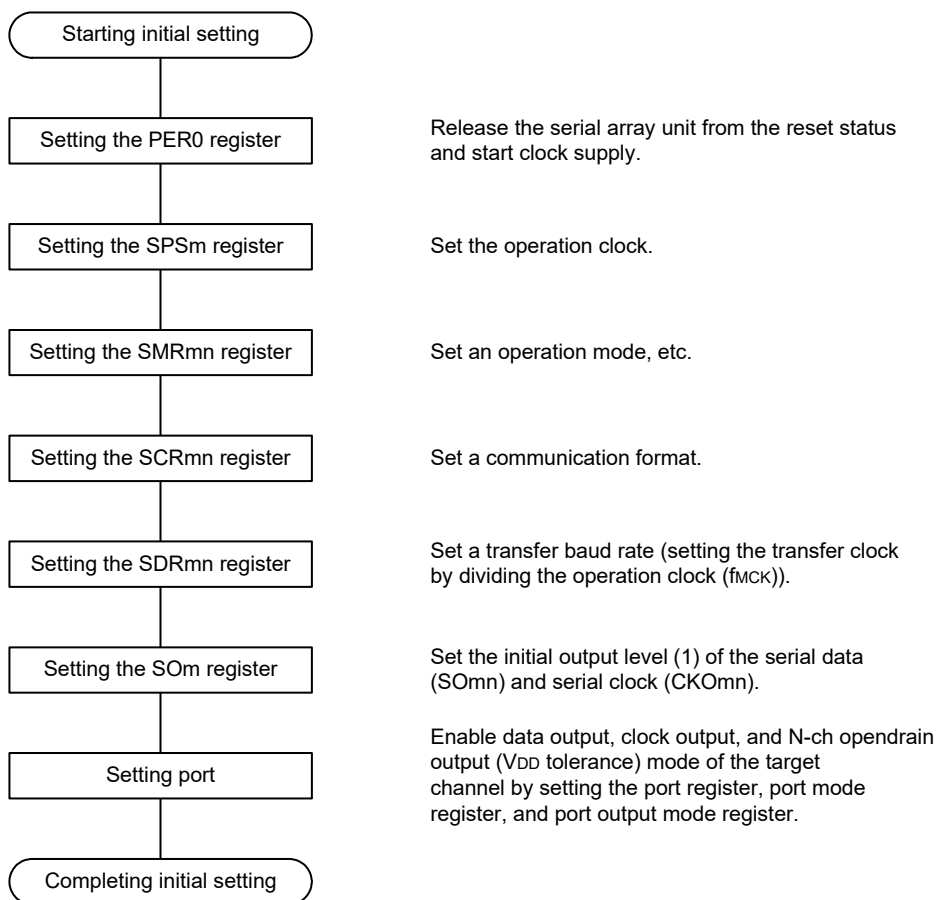 Starting initial setting
Setting the PER0 register
Release the serial array unit from the reset status
and start clock supply.
Setting the SPSm register
Set the operation clock.
Setting the SMRmn register
Set an operation mode, etc.
Setting the SCRmn register
Set a communication format.
Setting the SDRmn register
Set a transfer baud rate (setting the transfer clock
by dividing the operation clock (fMCK)).
Setting the SOm register
Set the initial output level (1) of the serial data
(SOmn) and serial clock (CKOmn).
Setting port
Enable data output, clock output, and N-ch opendrain
output (VDD tolerance) mode of the target
channel by setting the port register, port mode
register, and port output mode register.
Completing initial setting